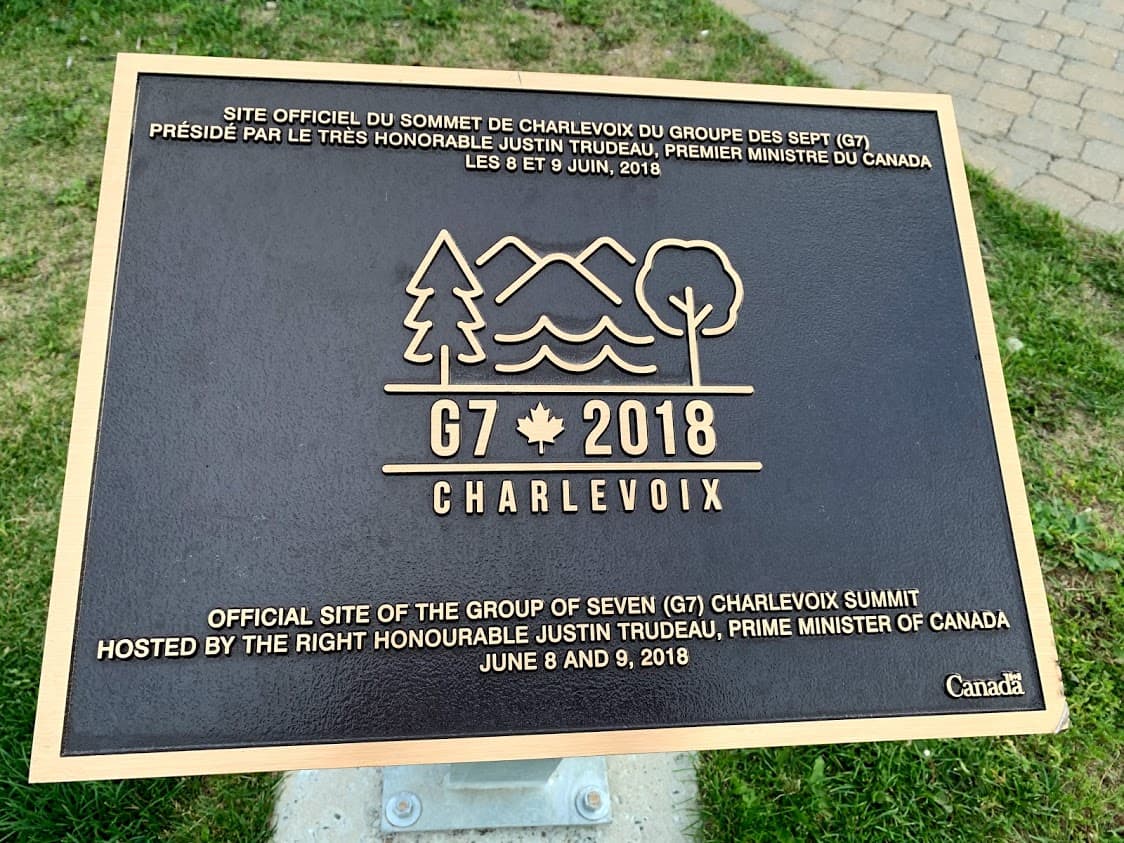 SITE OFFICIEL DU SOMMET DE CHARLEVOIX DU GROUPE DES SEPT (G7)
PRÉSIDÉ PAR LE TRÈS HONORABLE JUSTIN TRUDEAU, PREMIER MINISTRE DU CANADA
LES 8 ET 9 JUIN, 2018
G7 2018
CHARLEVOIX
OFFICIAL SITE OF THE GROUP OF SEVEN (G7) CHARLEVOIX SUMMIT
HOSTED BY THE RIGHT HONOURABLE JUSTIN TRUDEAU, PRIME MINISTER OF CANADA
JUNE 8 AND 9, 2018
Canada